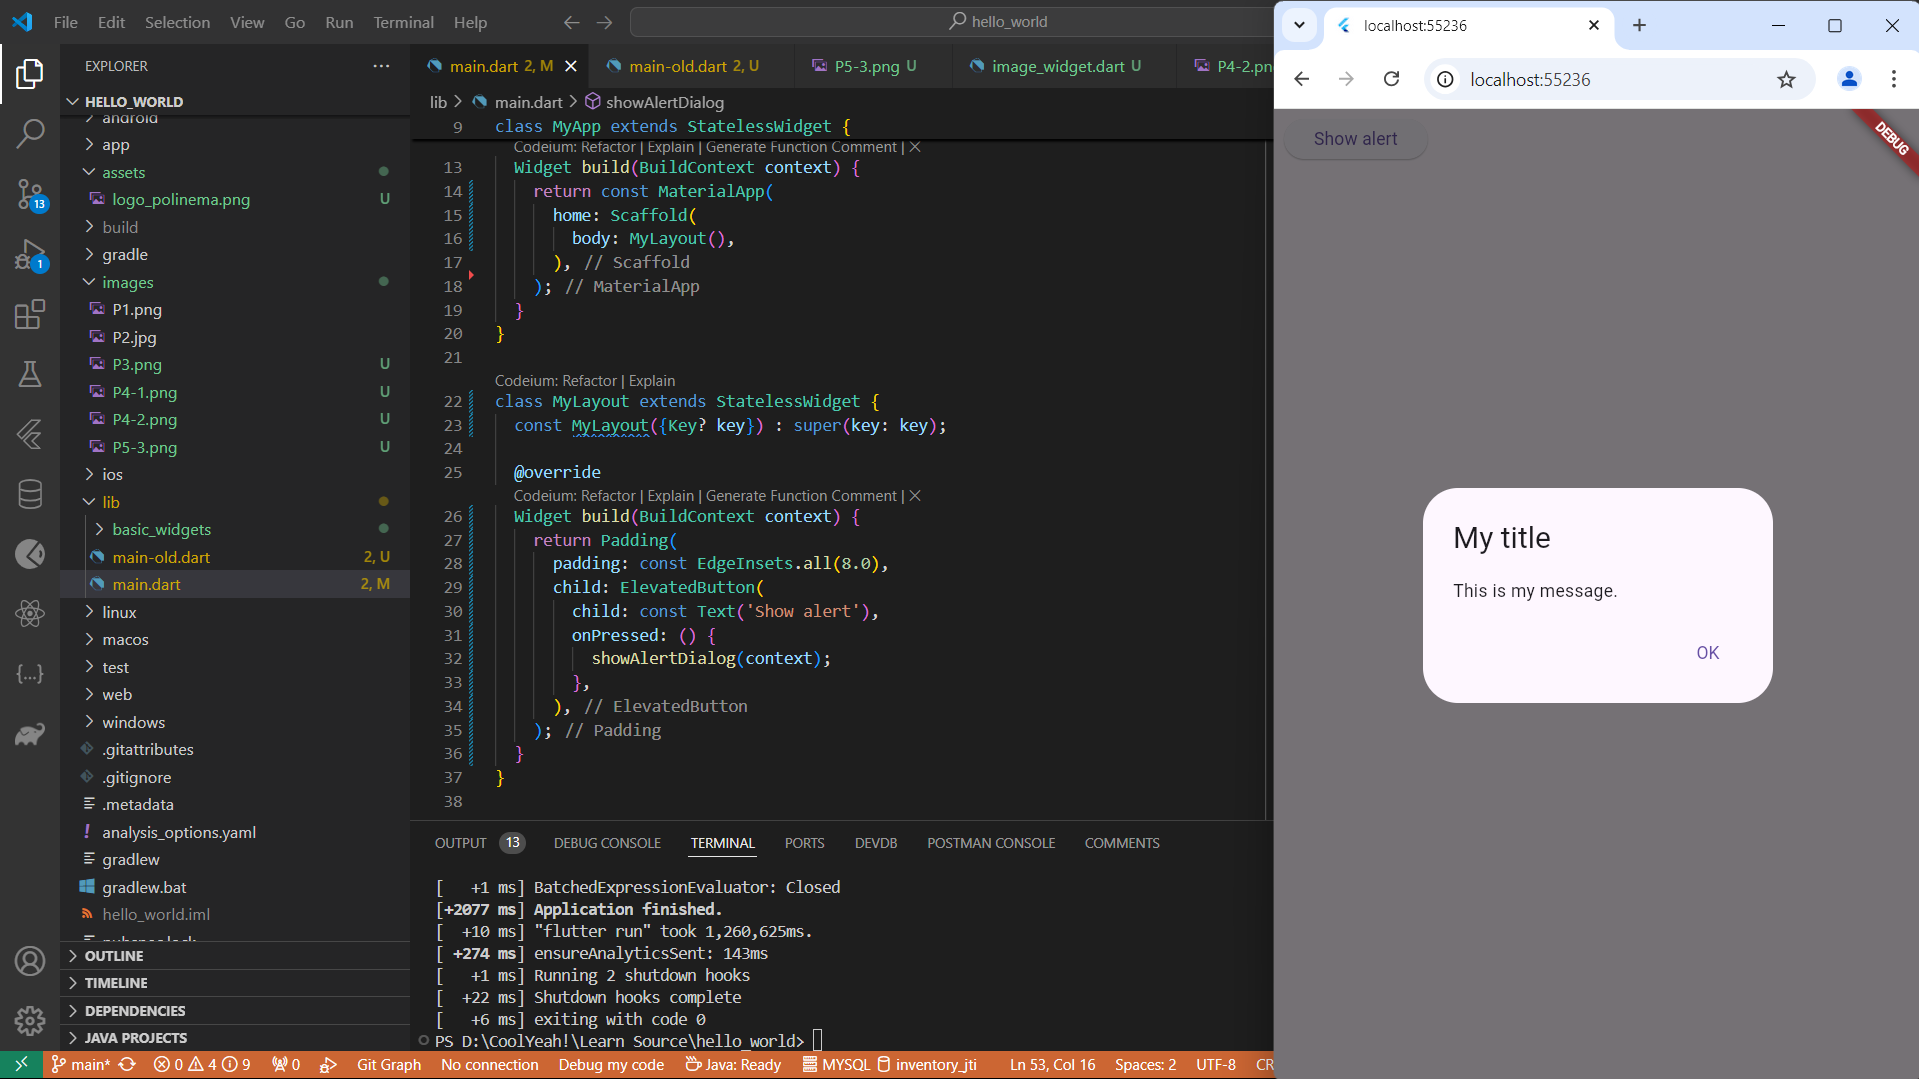 File Edit Selection View Go Run Terminal Help
hello_world
EXPLORER
HELLO_WORLD
android
app
assets
logo_polinema.png U
build
gradle
images
P1.png
P2.jpg
P3.png U
P4-1.png U
P4-2.png U
P5-3.png U
ios
lib
basic_widgets
main-old.dart 2, U
main.dart 2, M
linux
macos
test
web
windows
.gitattributes
.gitignore
.metadata
! analysis_options.yaml
gradlew
gradlew.bat
hello_world.iml
OUTLINE
TIMELINE
DEPENDENCIES
JAVA PROJECTS
13
1
main.dart 2, M
main-old.dart 2, U
P5-3.png U
image_widget.dart U
P4-2.pn
lib > main.dart > showAlertDialog
9 class MyApp extends StatelessWidget {
Codeium: Refactor | Explain | Generate Function Comment | X
13 Widget build(BuildContext context) {
14 return const MaterialApp(
15 home: Scaffold(
16 body: MyLayout(),
17 ), // Scaffold
18 ); // MaterialApp
19 }
20 }
21
Codeium: Refactor | Explain
22 class MyLayout extends StatelessWidget {
23 const MyLayout({Key? key}) : super(key: key);
24
25 @override
Codeium: Refactor | Explain | Generate Function Comment | X
26 Widget build(BuildContext context) {
27 return Padding(
28 padding: const EdgeInsets.all(8.0),
29 child: ElevatedButton(
30 child: const Text('Show alert'),
31 onPressed: () {
32 showAlertDialog(context);
33 },
34 ), // ElevatedButton
35 ); // Padding
36 }
37 }
38
OUTPUT 13 DEBUG CONSOLE TERMINAL PORTS DEVDB POSTMAN CONSOLE COMMENTS
[ +1 ms] BatchedExpressionEvaluator: Closed
[+2077 ms] Application finished.
[ +10 ms] "flutter run" took 1,260,625ms.
[ +274 ms] ensureAnalyticsSent: 143ms
[ +1 ms] Running 2 shutdown hooks
[ +22 ms] Shutdown hooks complete
[ +6 ms] exiting with code 0
PS D:\CoolYeah!\Learn Source\hello_world>
main* 0 4 9 0 Git Graph No connection Debug my code Java: Ready MYSQL inventory_jti Ln 53, Col 16 Spaces: 2 UTF-8 CR
localhost:55236
localhost:55236
Show alert
DEBUG
My title
This is my message.
OK